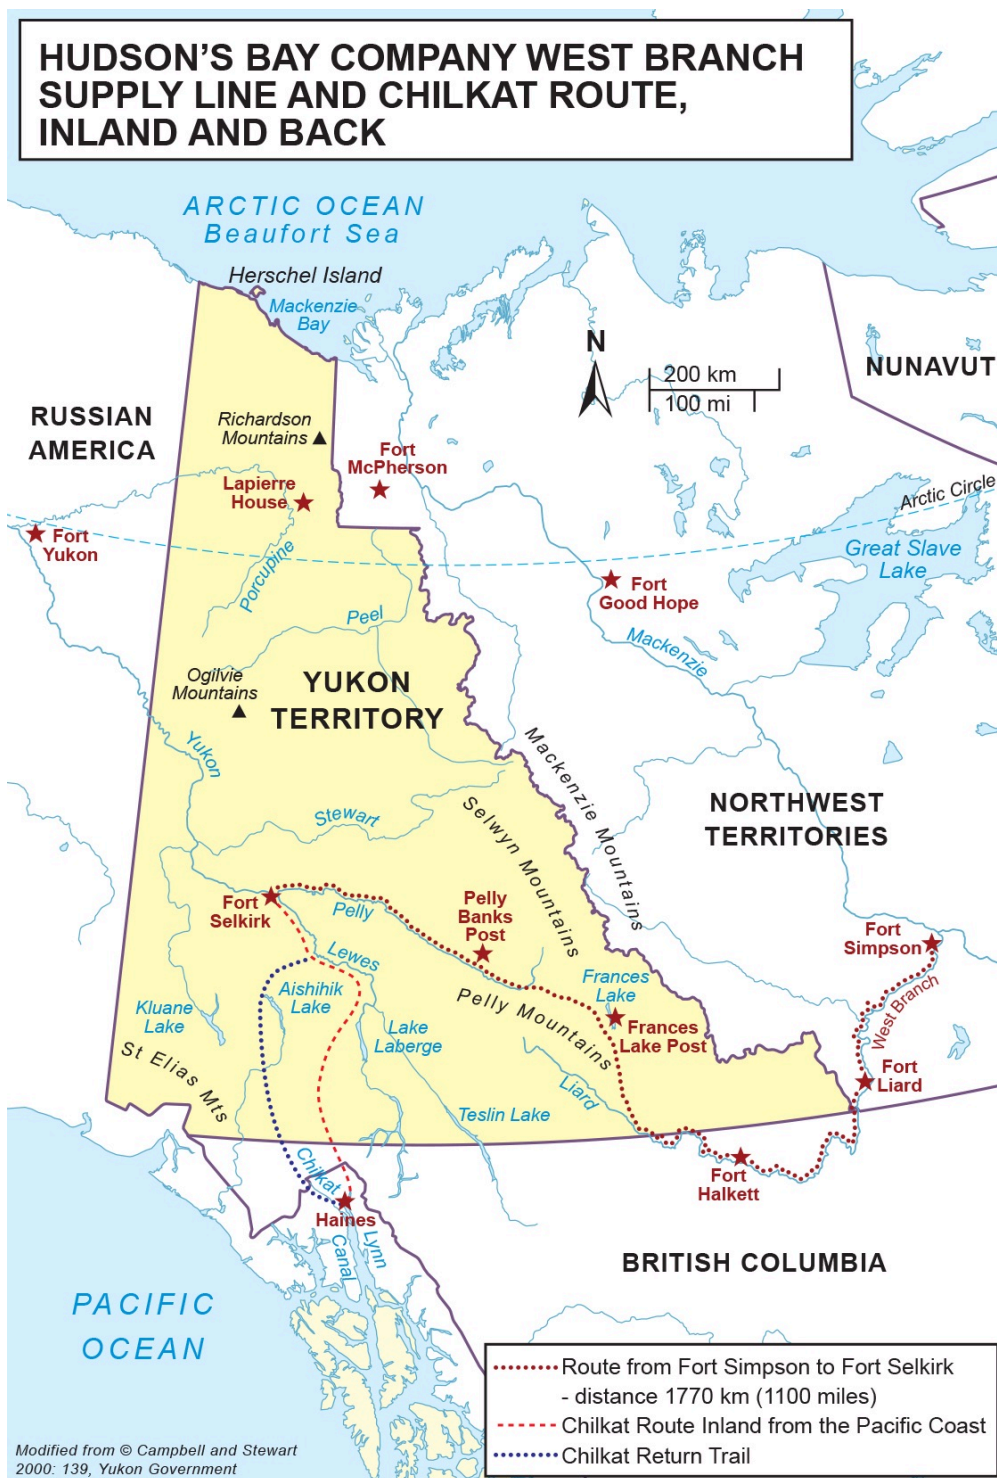 HUDSON'S BAY COMPANY WEST BRANCH
SUPPLY LINE AND CHILKAT ROUTE,
INLAND AND BACK
ARCTIC OCEAN
Beaufort Sea
Herschel Island
Mackenzie
Bay
N
200 km
100 mi
NUNAVUT
RUSSIAN
AMERICA
Richardson
Mountains
Fort
McPherson
Lapierre
House
Arctic Circle
Fort
Yukon
Great Slave
Lake
Porcupine
Fort
Good Hope
Peel
Mackenzie
Ogilvie
Mountains
YUKON
TERRITORY
Yukon
Mackenzie Mountains
Selwyn Mountains
NORTHWEST
TERRITORIES
Stewart
Fort
Selkirk
Pelly
Pelly
Banks
Post
Fort
Simpson
Lewes
Aishihik
Lake
Frances
Lake
West Branch
Kluane
Lake
Pelly Mountains
Frances
Lake Post
Lake
Laberge
St Elias Mts
Fort
Liard
Liard
Teslin Lake
Chilkat
Fort
Halkett
Haines
Lynn
Canal
BRITISH COLUMBIA
PACIFIC
OCEAN
Route from Fort Simpson to Fort Selkirk
- distance 1770 km (1100 miles)
Chilkat Route Inland from the Pacific Coast
Chilkat Return Trail
Modified from © Campbell and Stewart
2000: 139, Yukon Government